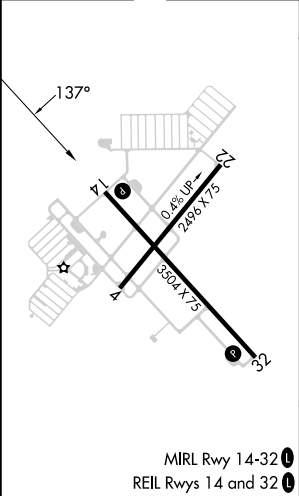 137°
22
14
P
0.4% UP
2496 X 75
3504 X 75
4
P
32
MIRL Rwy 14-32 L
REIL Rwys 14 and 32 L